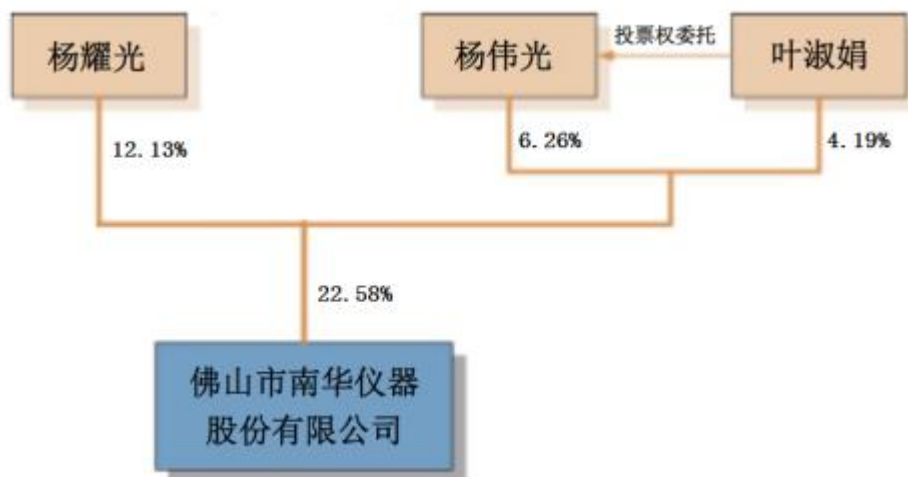 杨耀光
杨伟光
投票权委托
叶淑娟
12.13%
6.26%
4.19%
22.58%
佛山市南华仪器
股份有限公司